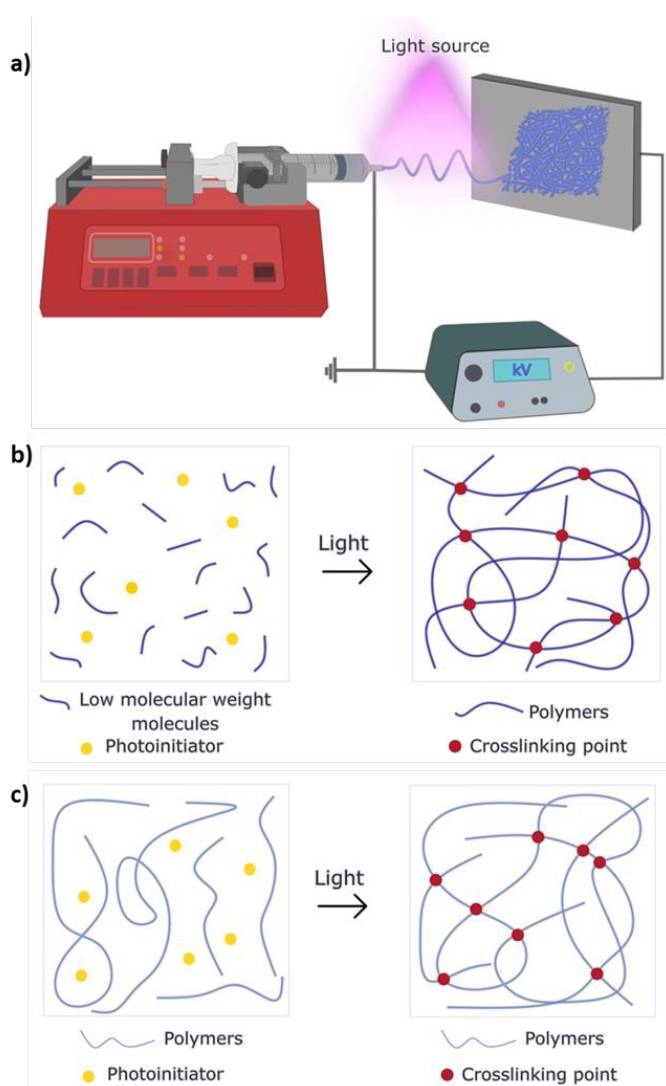 a)
Light source
kV
b)
Light
Low molecular weight
molecules
Photoinitiator
Polymers
Crosslinking point
c)
Light
Polymers
Photoinitiator
Polymers
Crosslinking point